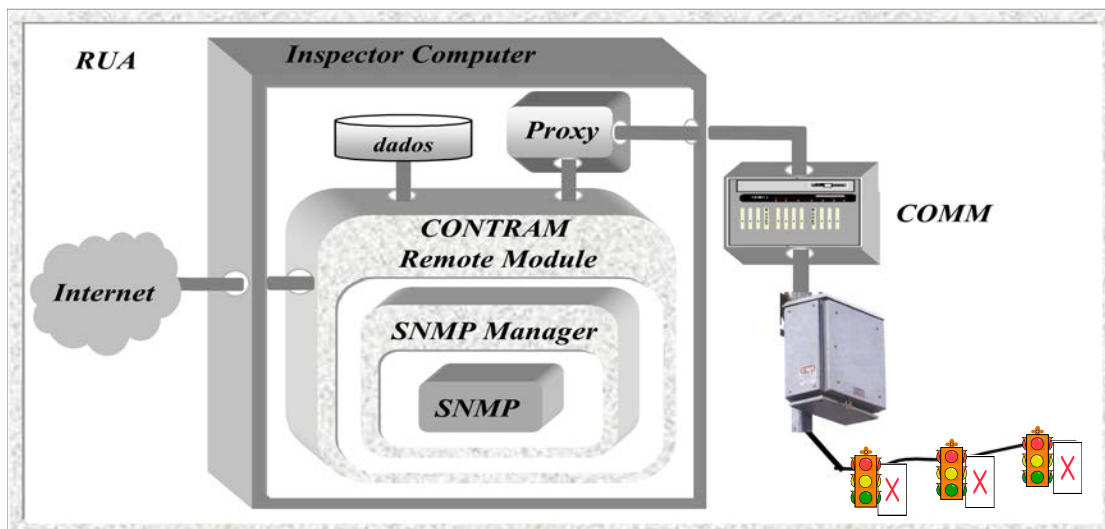 RUA
Inspector Computer
dados
Proxy
COMM
CONTRAM
Remote Module
Internet
SNMP Manager
SNMP